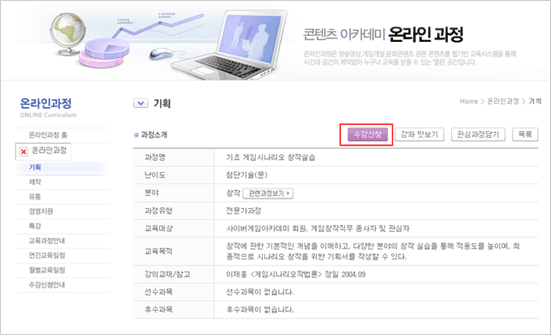 콘텐츠 아카데미 온라인 과정
온라인과정은 방송영상,게임개발,문화콘텐츠 관련 콘텐츠를 웹기반 교육시스템을 통해
시간과 공간의 제약없이 누구나 교육을 받을 수 있는 '열린' 공간입니다.
온라인과정
ONLINE Curriculum
온라인과정 홈
온라인과정
기획
제작
유통
경영지원
특강
교육과정안내
연간교육일정
월별교육일정
수강신청안내
기획
Home > 온라인과정 > 기획
과정소개
수강신청
강좌 맛보기
관심과정담기
목록
과정명 기초 게임시나리오 창작실습
난이도 첨단기술(문)
분야 창작 관련과정보기
과정유형 전문가과정
교육대상 사이버게임아카데미 회원, 게임창작직무 종사자 및 관심자
교육목적 창작에 관한 기본적인 개념을 이해하고, 다양한 분야의 창작 실습을 통해 적용도를 높이며, 최
종적으로 시나리오 창작을 위한 기획서를 작성할 수 있다.
강의교재/참고 이재홍 <게임시나리오작법론> 정일 2004.09
선수과목 선수과목이 없습니다.
후수과목 후수과목이 없습니다.